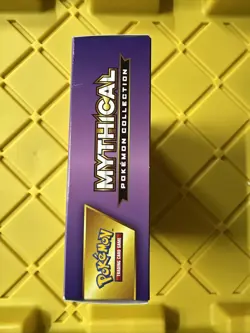 MYTHICAL
POKÉMON COLLECTION
POKÉMON
TRADING CARD GAME